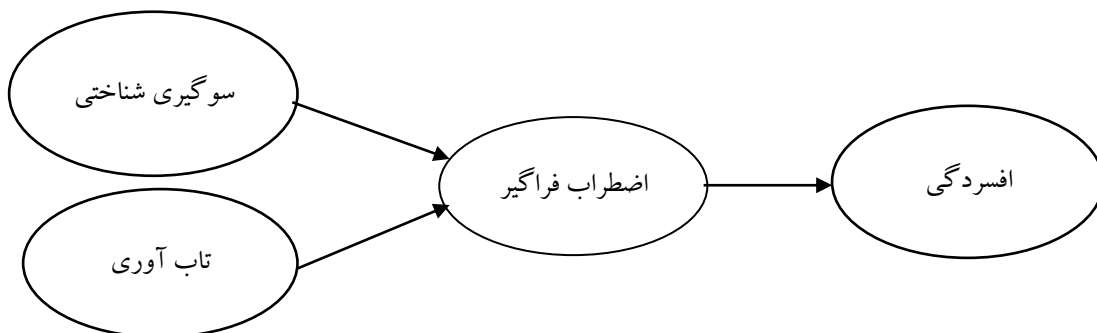 سوگیری شناختی
تاب آوری
اضطراب فراگیر
افسردگی